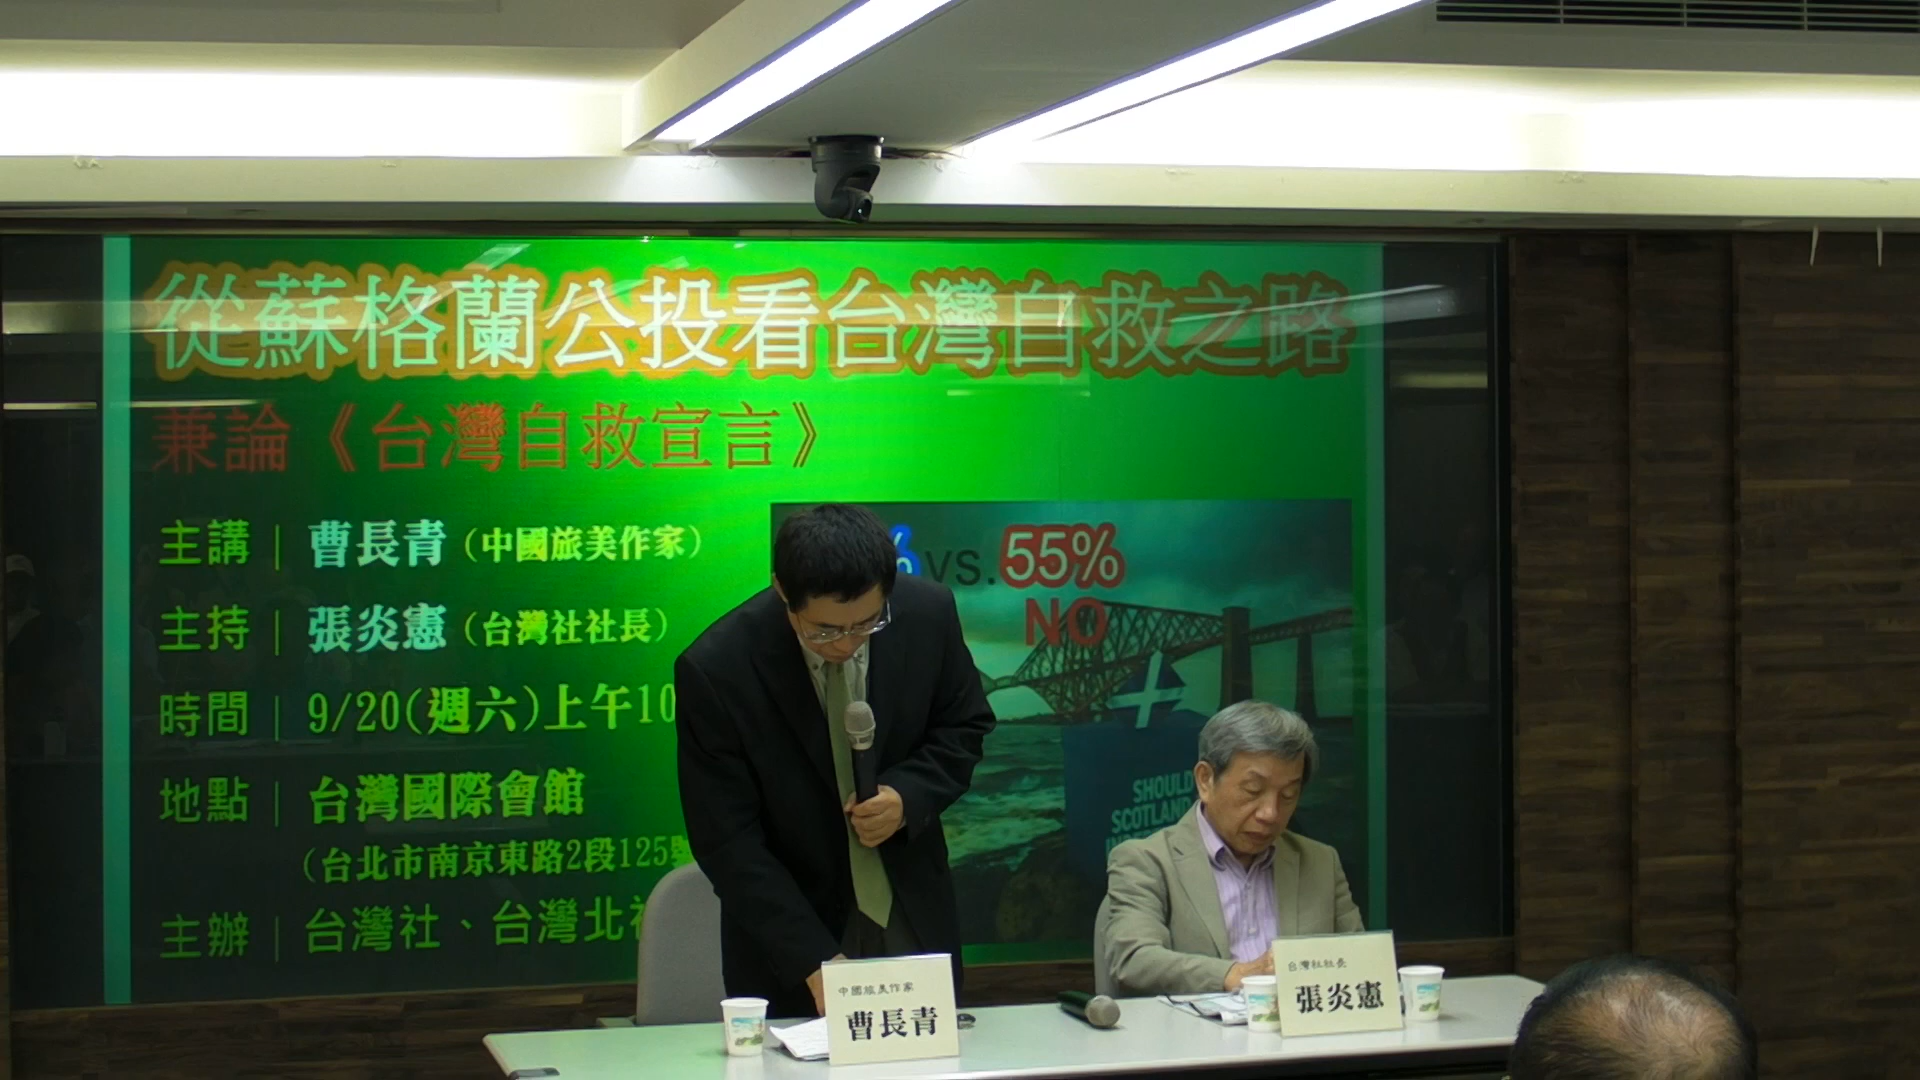 從蘇格蘭公投看台灣自救之路
兼論《台灣自救宣言》
主講｜曹長青（中國旅美作家）
主持｜張炎憲（台灣社社長）
時間｜9/20(週六)上午10
地點｜台灣國際會館
（台北市南京東路2段125號
主辦｜台灣社、台灣北社
% vs. 55%
NO
SHOULD
SCOTLAND
中國旅美作家
曹長青
台灣社社長
張炎憲